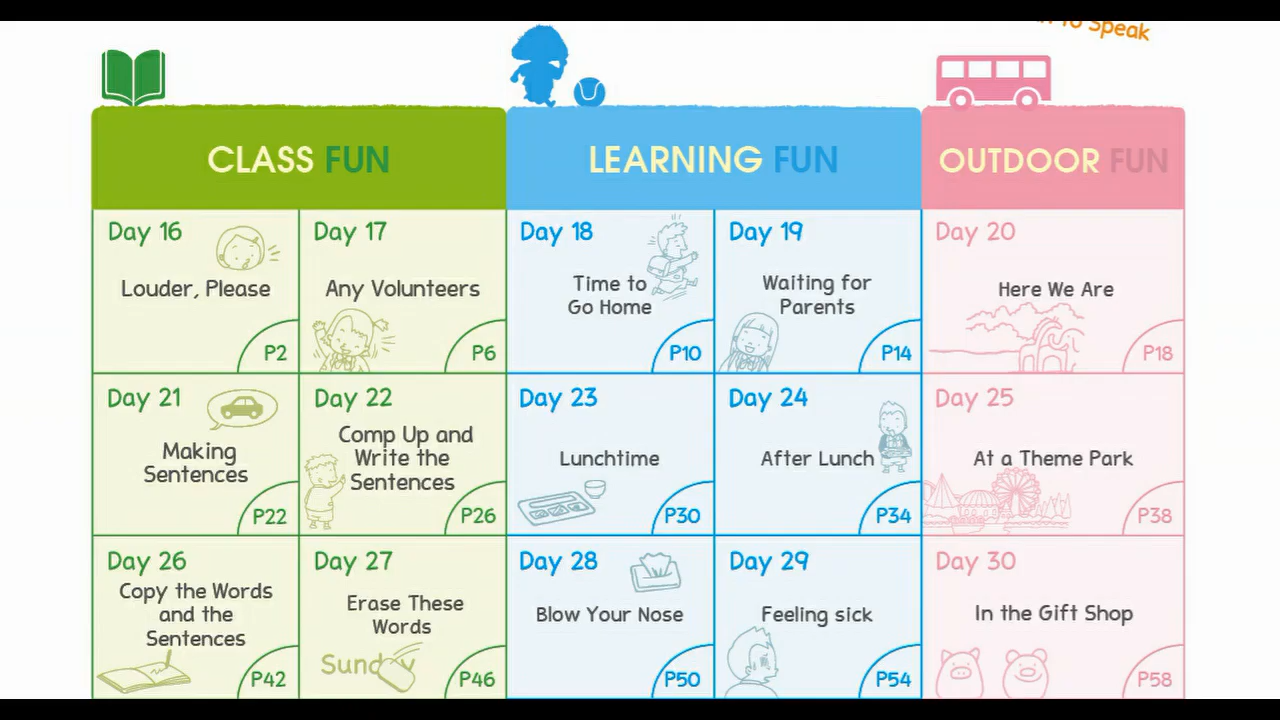 to Speak
CLASS FUN
LEARNING FUN
OUTDOOR FUN
Day 16
Louder, Please
P2
Day 17
Any Volunteers
P6
Day 18
Time to
Go Home
P10
Day 19
Waiting for
Parents
P14
Day 20
Here We Are
P18
Day 21
Making
Sentences
P22
Day 22
Comp Up and
Write the
Sentences
P26
Day 23
Lunchtime
P30
Day 24
After Lunch
P34
Day 25
At a Theme Park
P38
Day 26
Copy the Words
and the
Sentences
P42
Day 27
Erase These
Words
Sunday
P46
Day 28
Blow Your Nose
P50
Day 29
Feeling sick
P54
Day 30
In the Gift Shop
P58